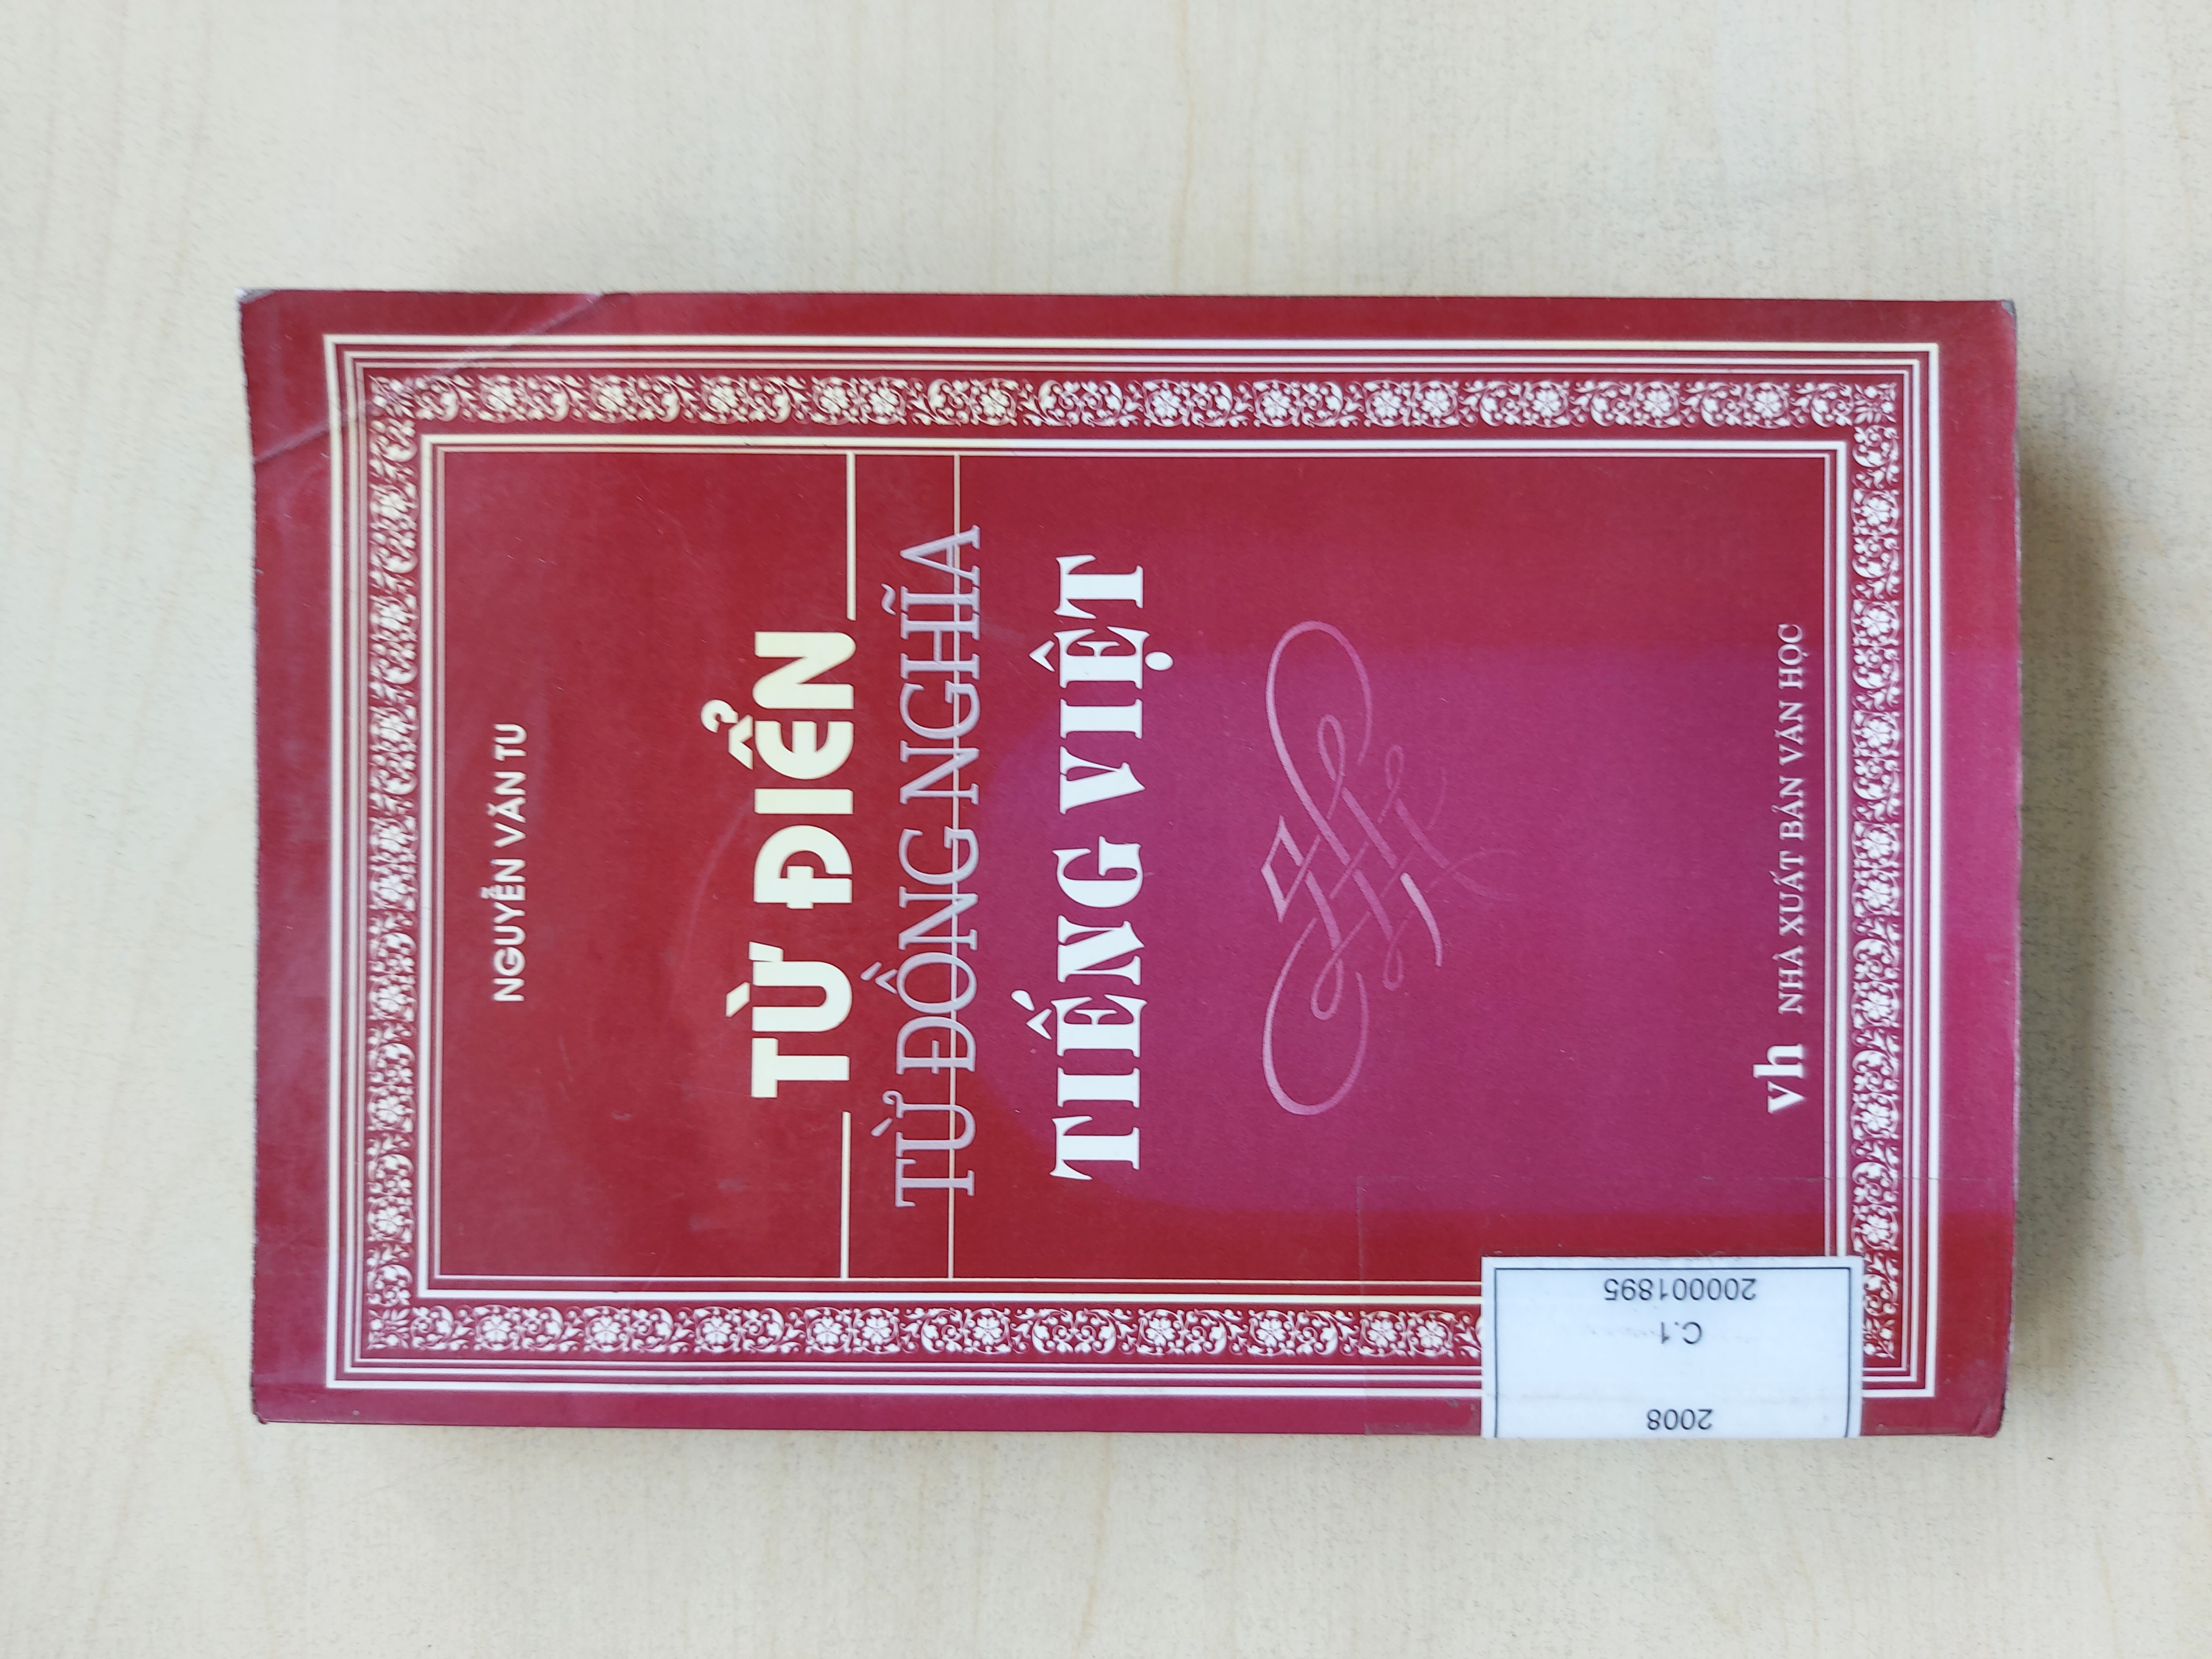 NGUYỄN VĂN TU
TỪ ĐIỂN
TỪ ĐỒNG NGHĨA
TIẾNG VIỆT
vh NHÀ XUẤT BẢN VĂN HỌC
2008
C.1
200001895